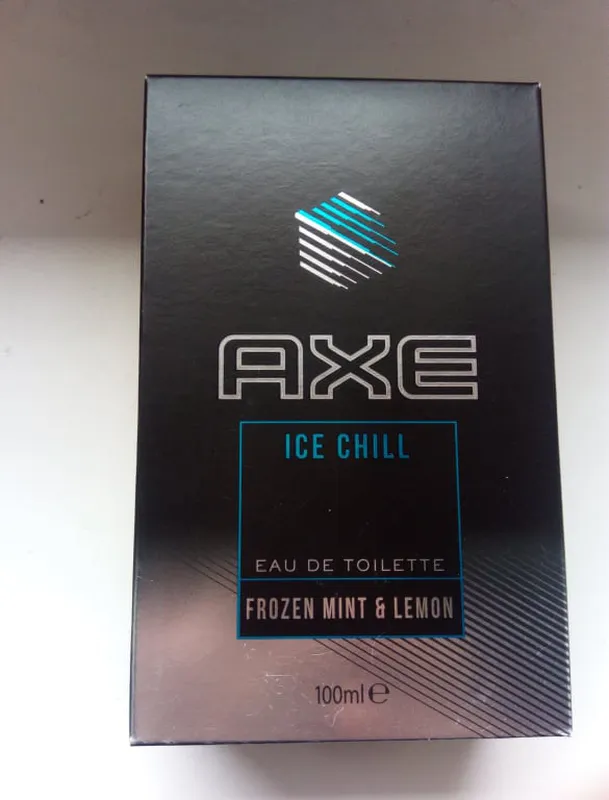 AXE
ICE CHILL
EAU DE TOILETTE
FROZEN MINT & LEMON
100ml ℮